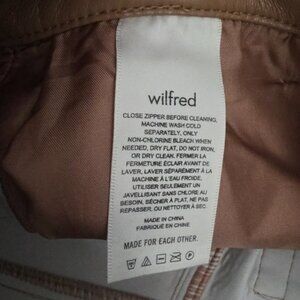 wilfred
CLOSE ZIPPER BEFORE CLEANING,
MACHINE WASH COLD
SEPARATELY, ONLY
NON-CHLORINE BLEACH WHEN
NEEDED, DRY FLAT, DO NOT IRON,
OR DRY CLEAN. FERMER LA
FERMETURE ÉCLAIR AVANT DE
LAVER, LAVER SÉPARÉMENT À LA
MACHINE À L'EAU FROIDE,
UTILISER SEULEMENT UN
JAVELLISANT SANS CHLORE AU
BESOIN, SÉCHER À PLAT, NE PAS
REPASSER, OU NETTOYER À SEC.
MADE IN CHINA
FABRIQUÉ EN CHINE
MADE FOR EACH OTHER.